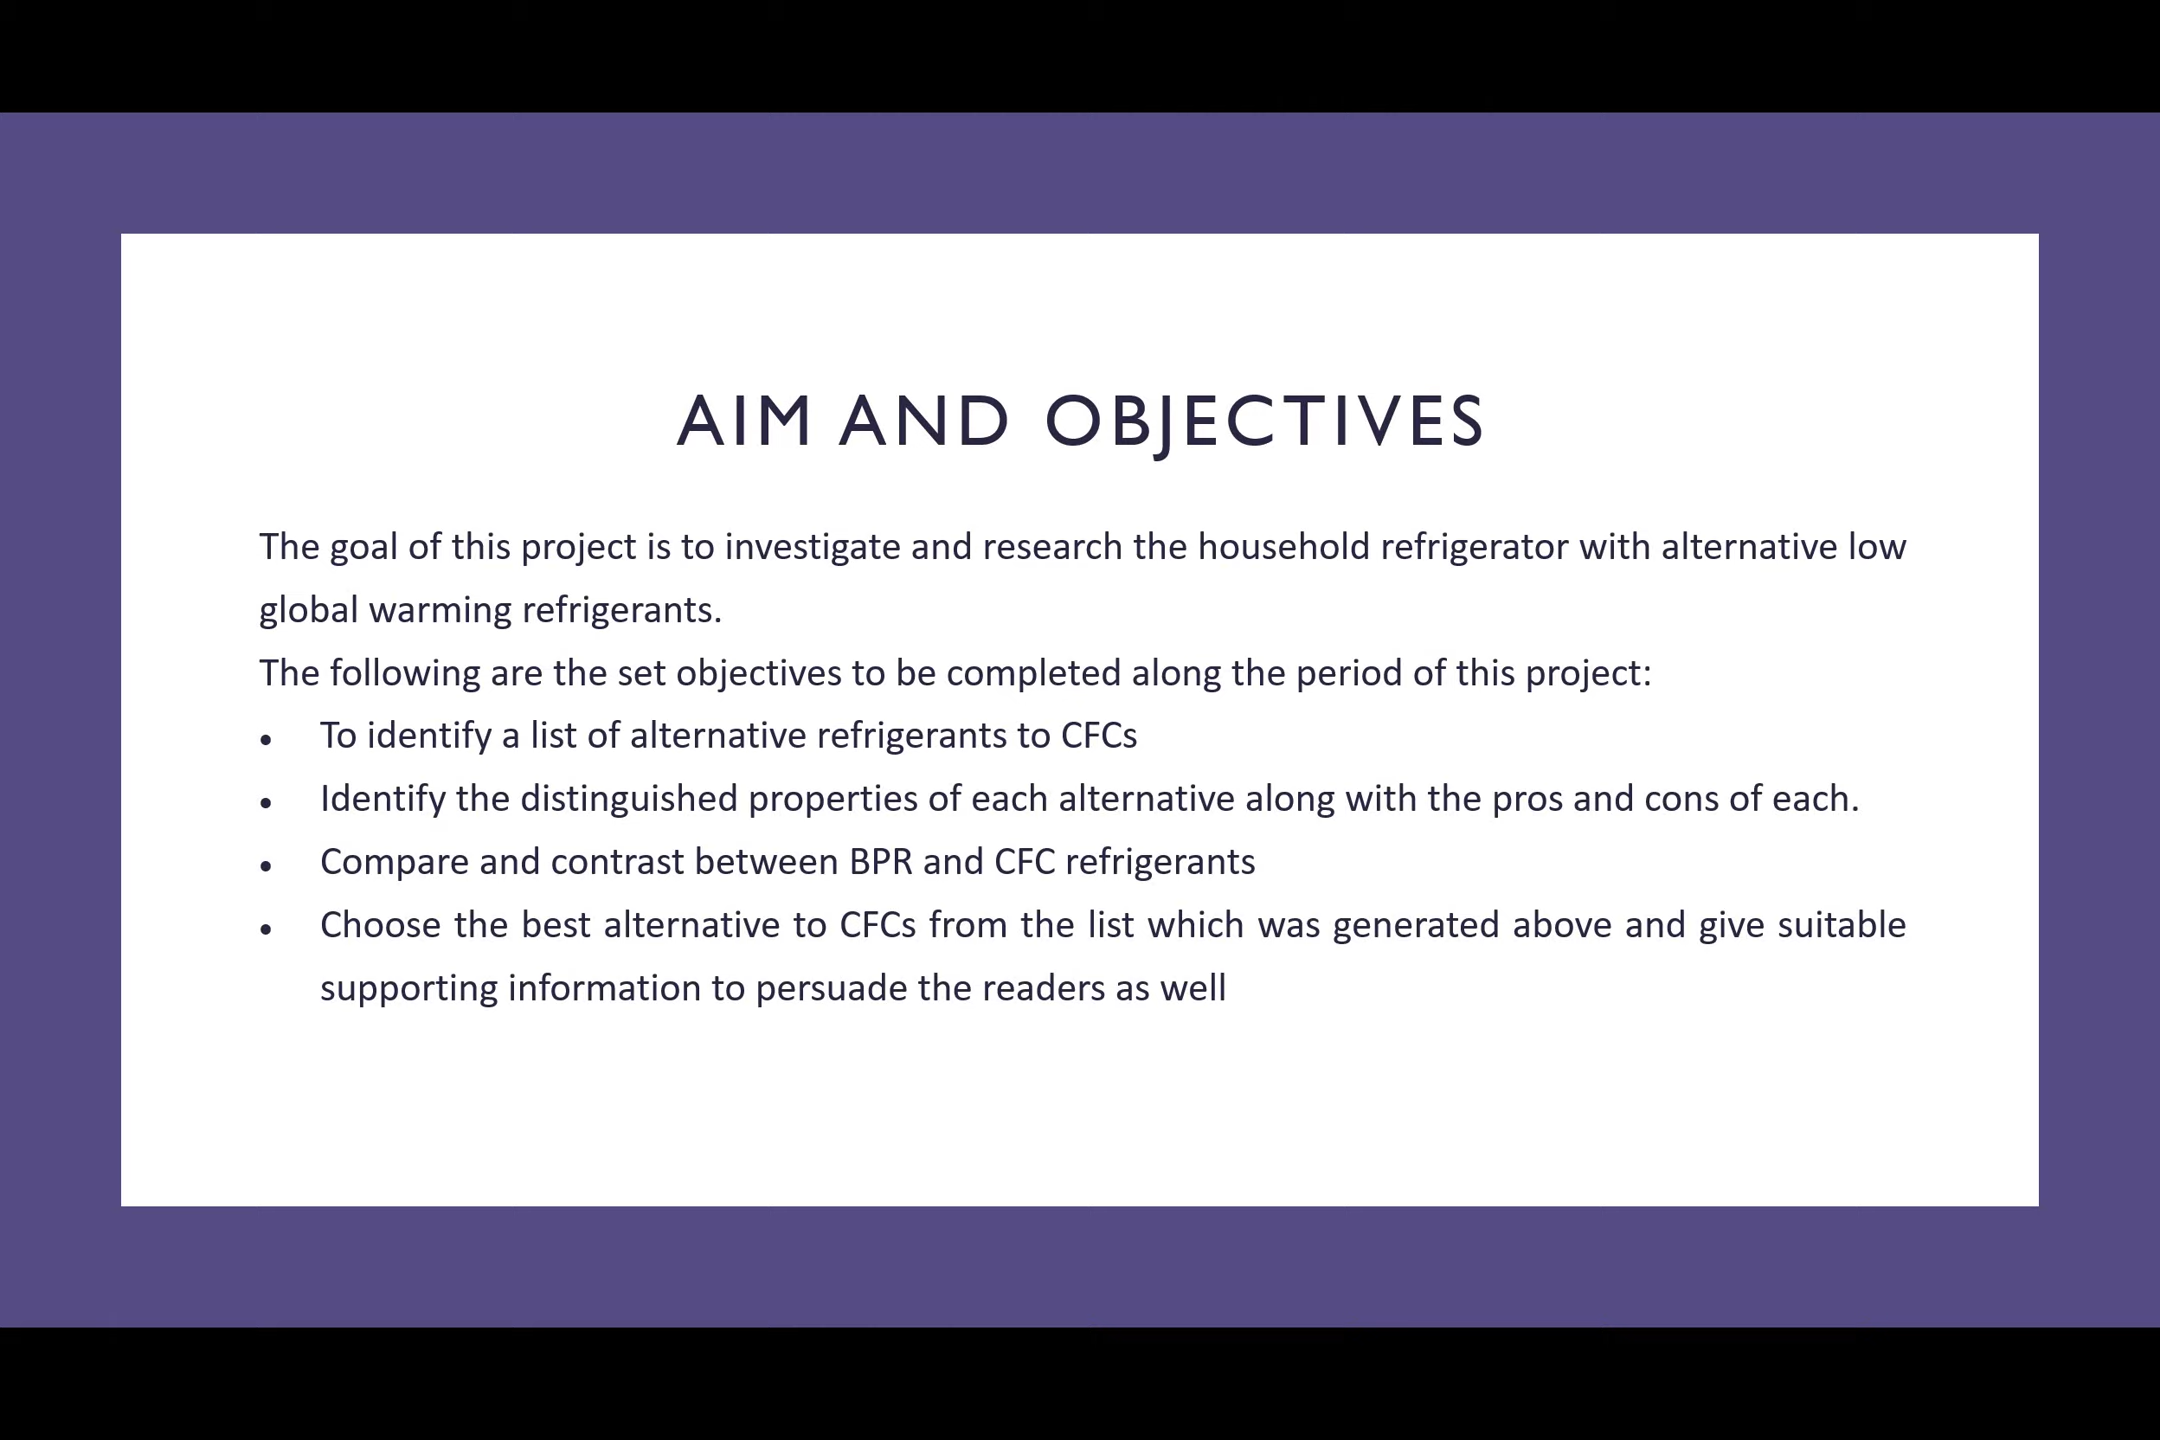 AIM AND OBJECTIVES
The goal of this project is to investigate and research the household refrigerator with alternative low
global warming refrigerants.
The following are the set objectives to be completed along the period of this project:
• To identify a list of alternative refrigerants to CFCs
• Identify the distinguished properties of each alternative along with the pros and cons of each.
• Compare and contrast between BPR and CFC refrigerants
• Choose the best alternative to CFCs from the list which was generated above and give suitable
supporting information to persuade the readers as well